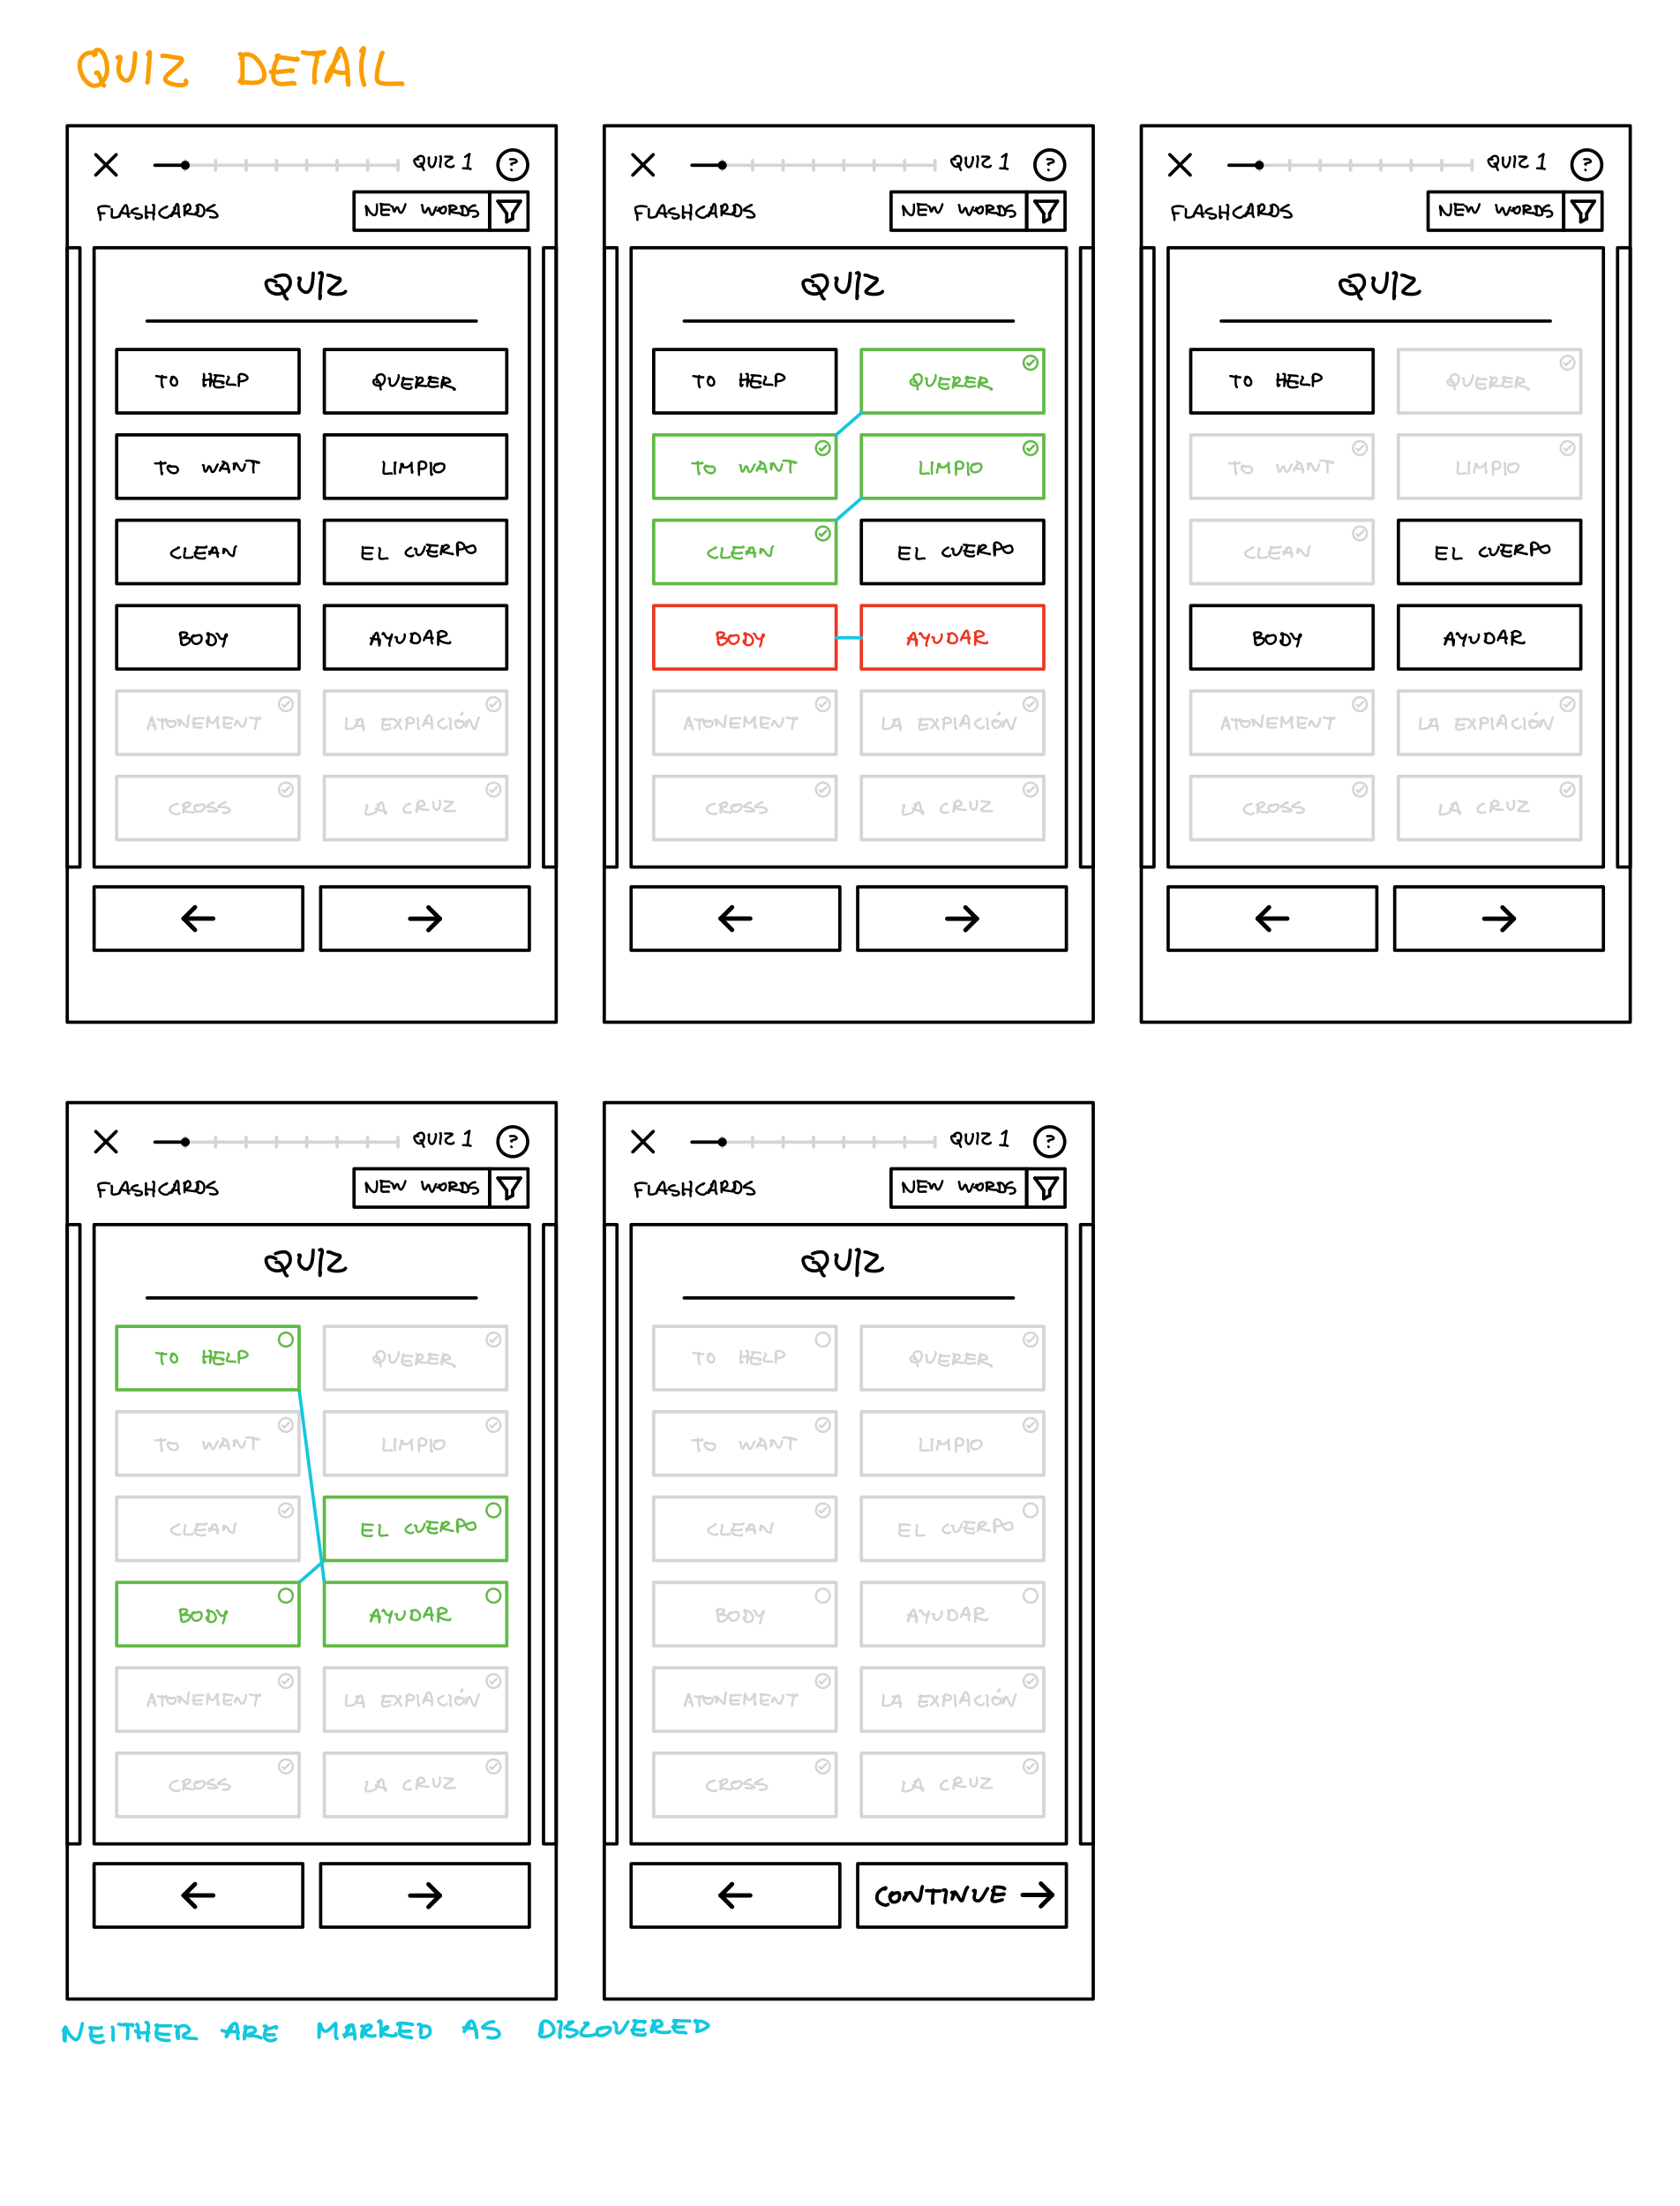 QUIZ DETAIL
QUIZ 1 ?
FLASHCARDS NEW WORDS
QUIZ
TO HELP QUERER
TO WANT LIMPIO
CLEAN EL CUERPO
BODY AYUDAR
ATONEMENT LA EXPIACIÓN
CROSS LA CRUZ
QUIZ 1 ?
FLASHCARDS NEW WORDS
QUIZ
TO HELP QUERER
TO WANT LIMPIO
CLEAN EL CUERPO
BODY AYUDAR
ATONEMENT LA EXPIACIÓN
CROSS LA CRUZ
QUIZ 1 ?
FLASHCARDS NEW WORDS
QUIZ
TO HELP QUERER
TO WANT LIMPIO
CLEAN EL CUERPO
BODY AYUDAR
ATONEMENT LA EXPIACIÓN
CROSS LA CRUZ
QUIZ 1 ?
FLASHCARDS NEW WORDS
QUIZ
TO HELP QUERER
TO WANT LIMPIO
CLEAN EL CUERPO
BODY AYUDAR
ATONEMENT LA EXPIACIÓN
CROSS LA CRUZ
QUIZ 1 ?
FLASHCARDS NEW WORDS
QUIZ
TO HELP QUERER
TO WANT LIMPIO
CLEAN EL CUERPO
BODY AYUDAR
ATONEMENT LA EXPIACIÓN
CROSS LA CRUZ
CONTINUE
NEITHER ARE MARKED AS DISCOVERED